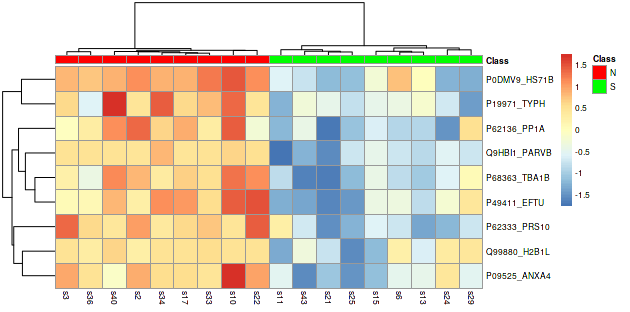 Class
P0DMV9_HS71B
P19971_TYPH
P62136_PP1A
Q9HBI1_PARVB
P68363_TBA1B
P49411_EFTU
P62333_PRS10
Q99880_H2B1L
P09525_ANXA4
s3 s36 s40 s2 s34 s17 s33 s10 s22 s11 s43 s21 s25 s15 s6 s13 s24 s29
1.5
1
0.5
0
-0.5
-1
-1.5
Class
N
S